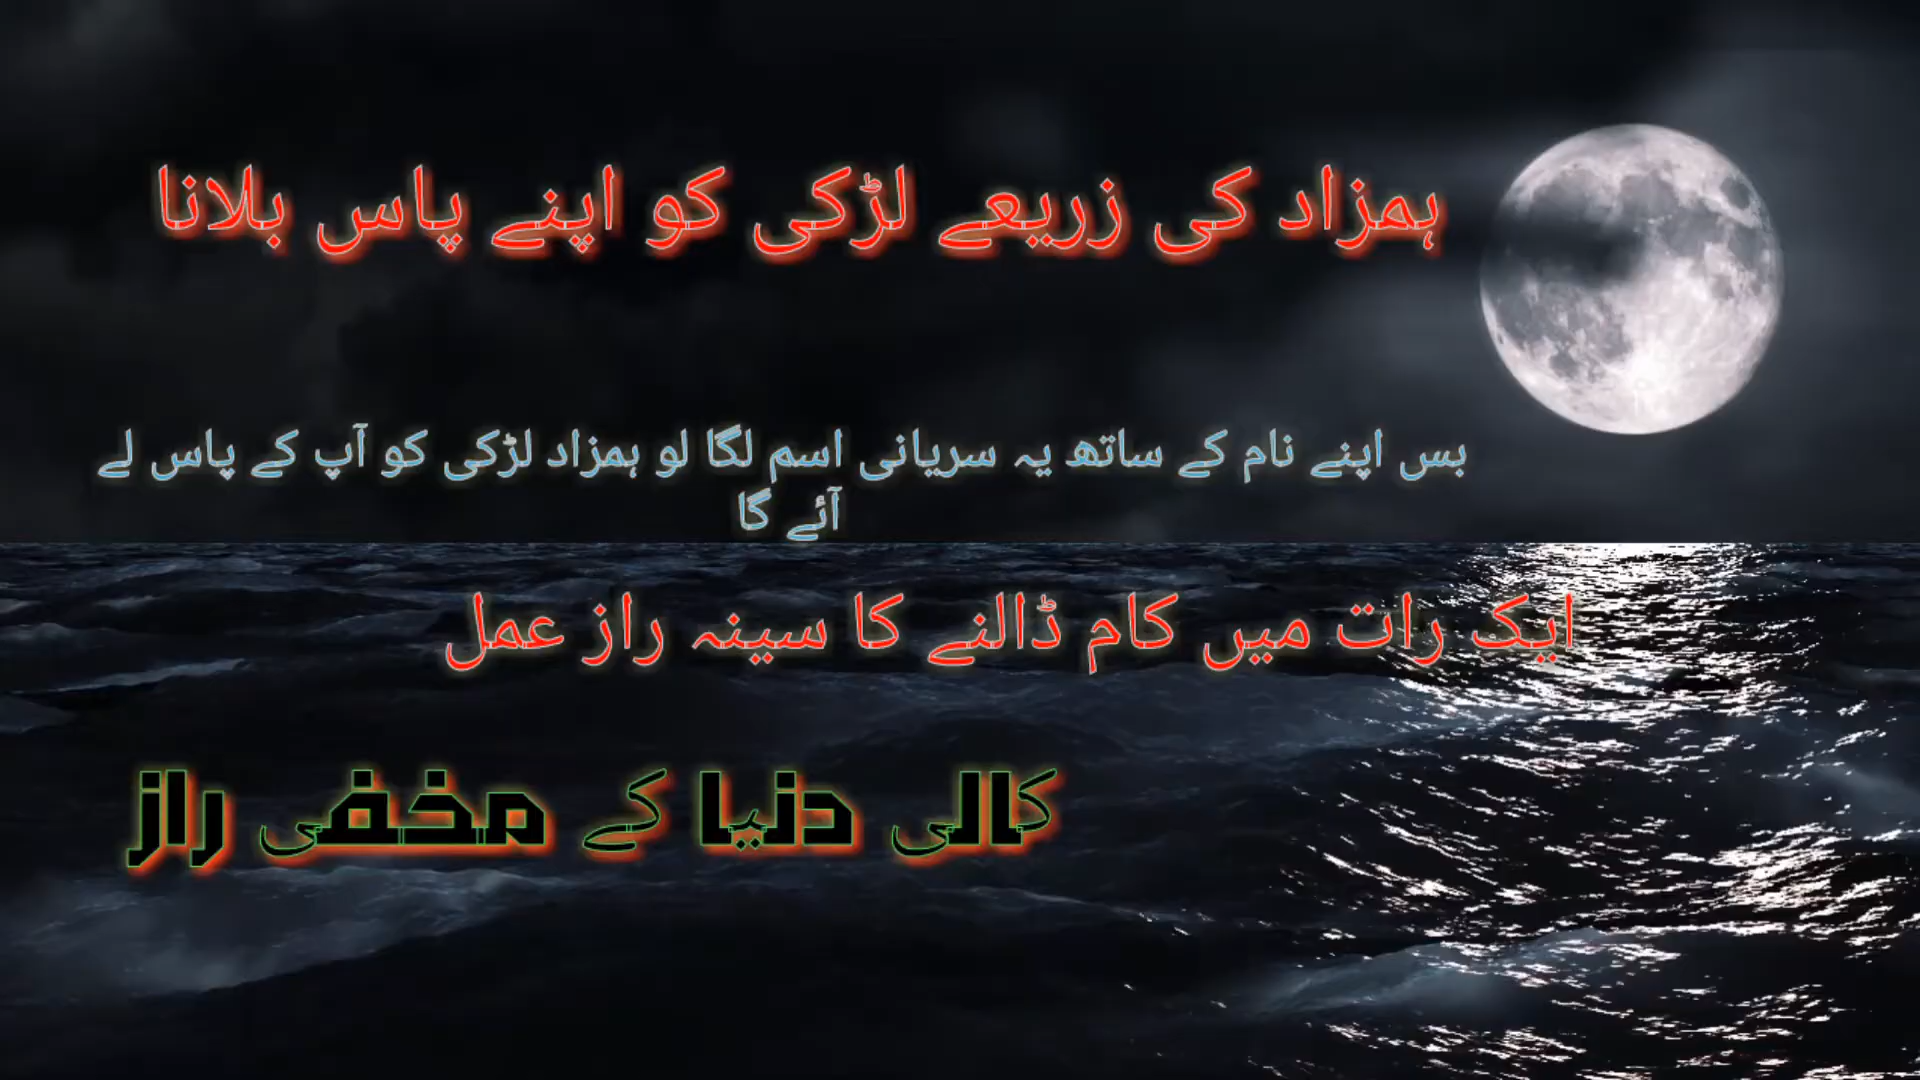 ہمزاد کی زریعے لڑکی کو اپنے پاس بلانا
بس اپنے نام کے ساتھ یہ سریانی اسم لگا لو ہمزاد لڑکی کو آپ کے پاس لے
آئے گا
ایک رات میں کام ڈالنے کا سینہ راز عمل
کالی دنیا کے مخفی راز